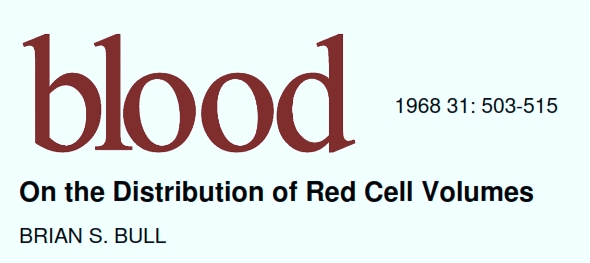 blood
1968 31: 503-515
On the Distribution of Red Cell Volumes
BRIAN S. BULL